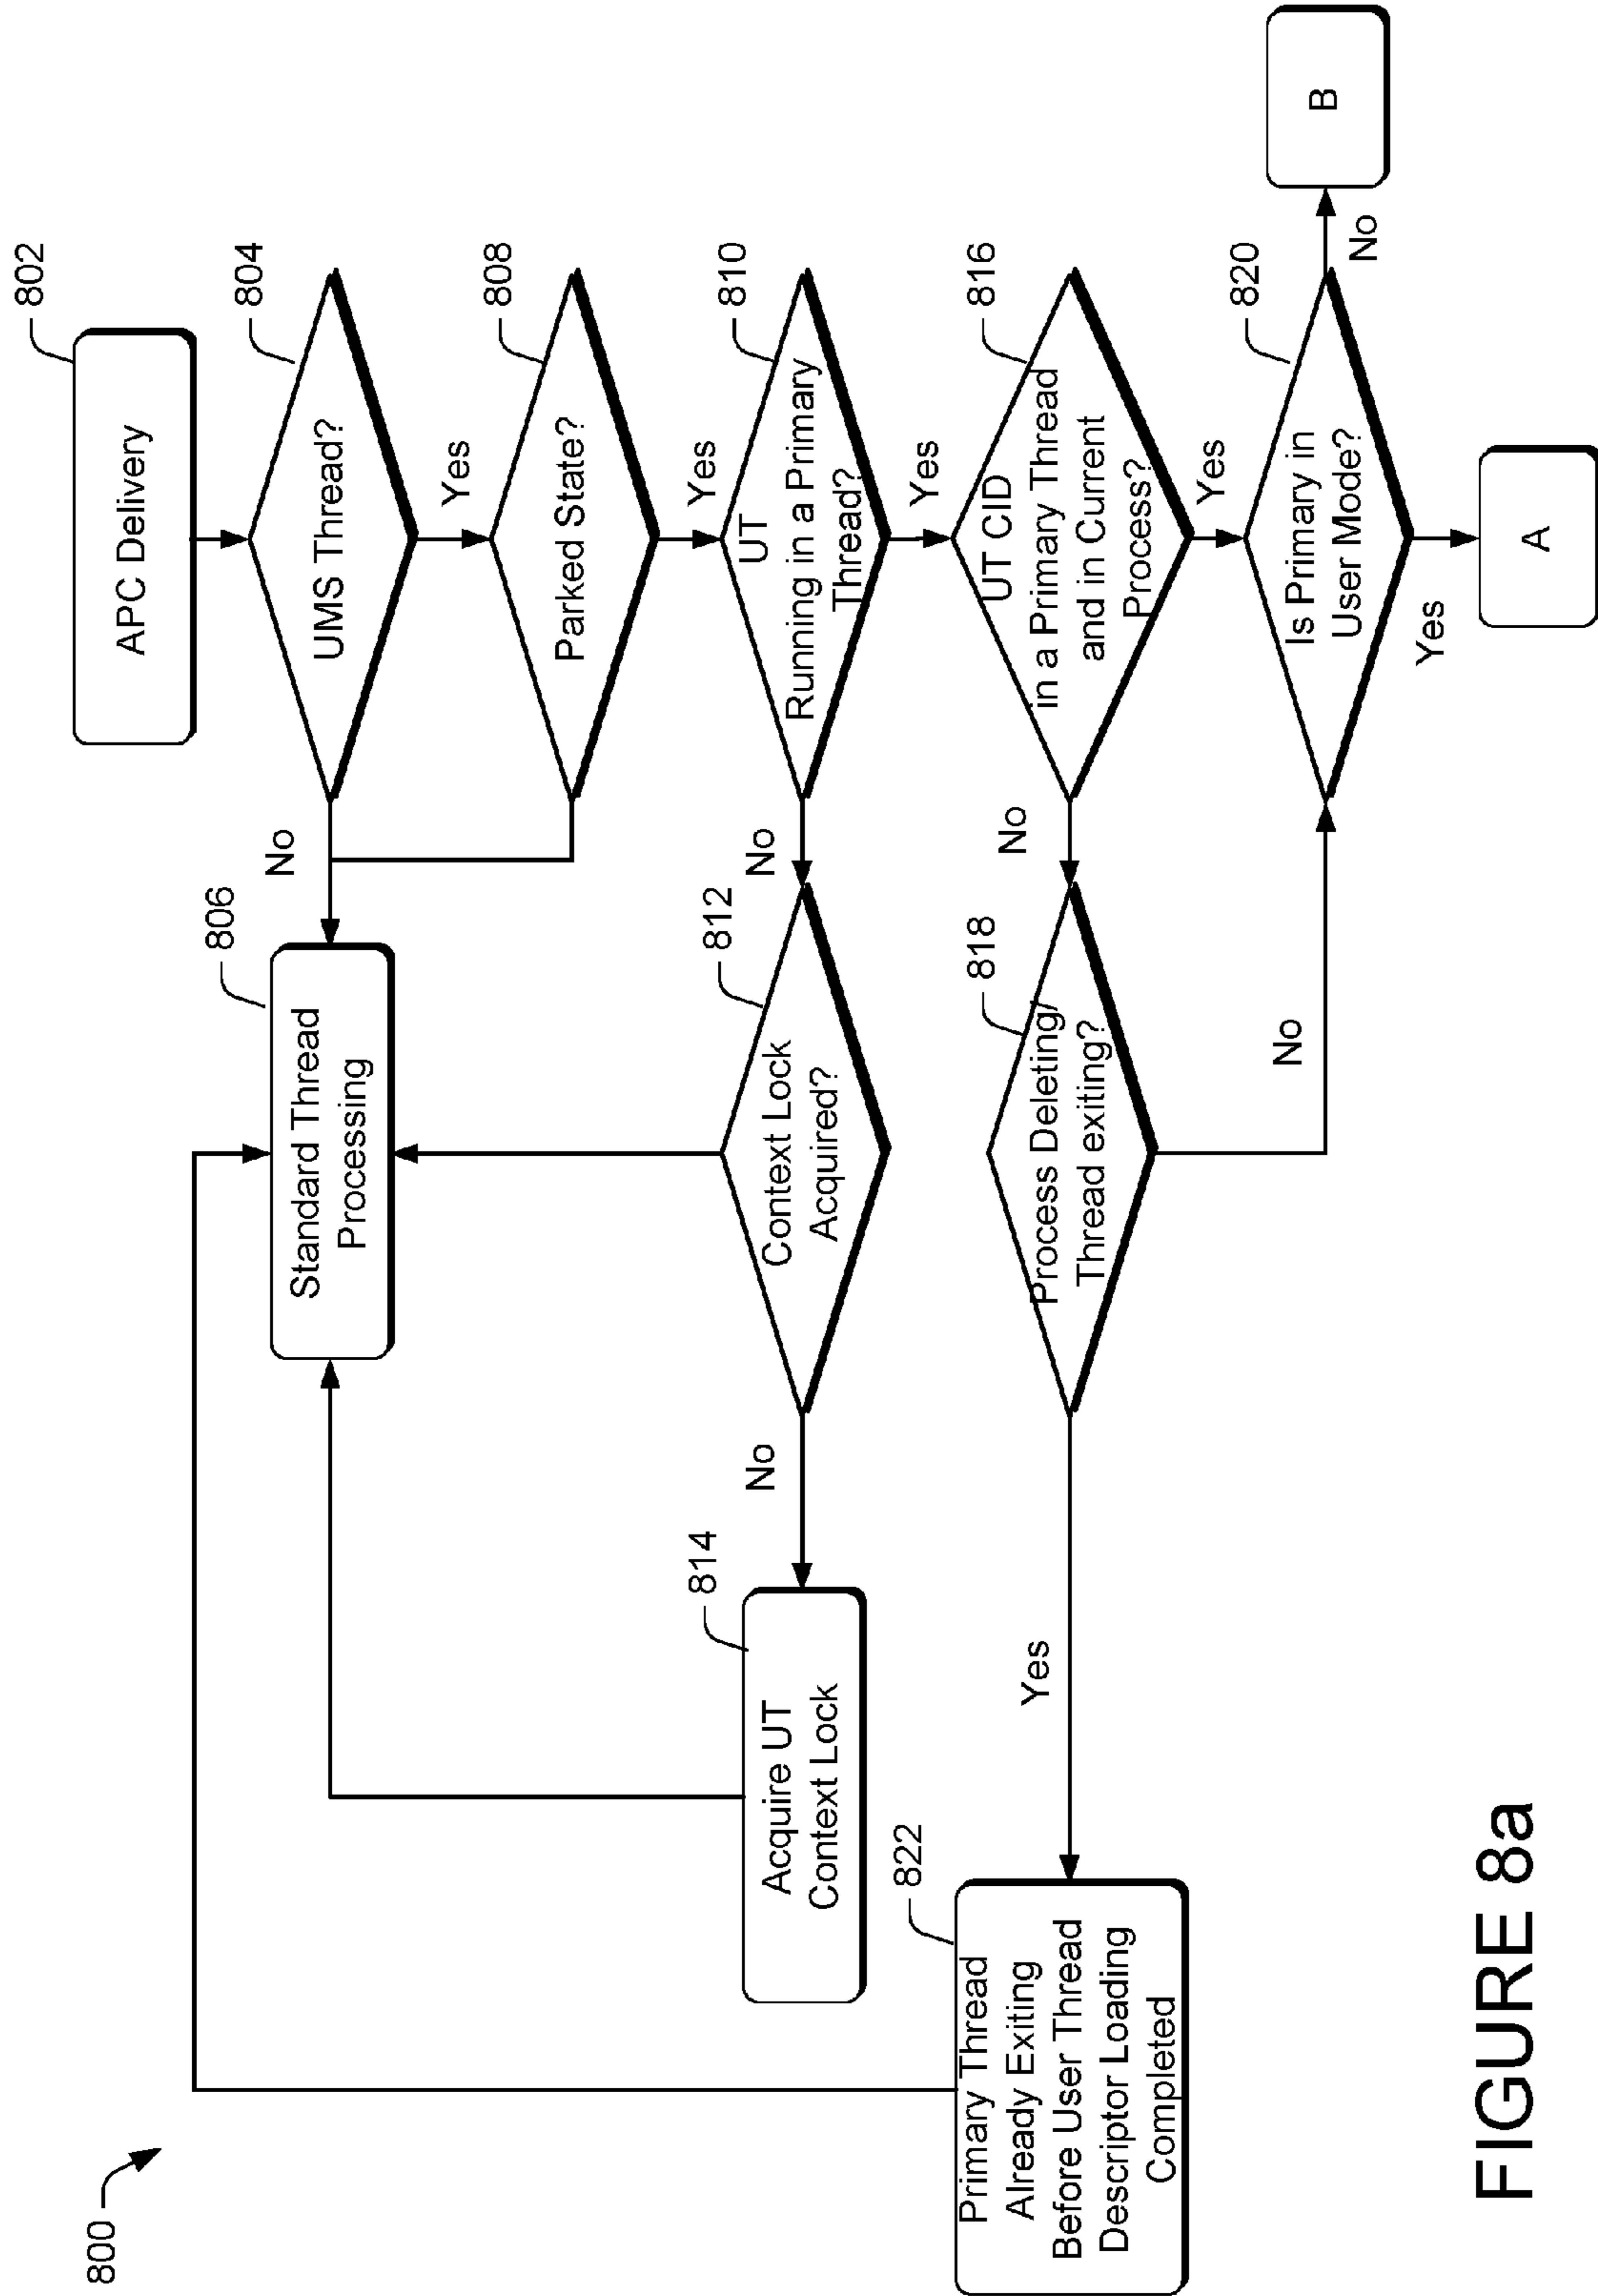 800
802
APC Delivery
804
UMS Thread?
No
Yes
806
Standard Thread
Processing
808
Parked State?
Yes
810
UT
Running in a Primary
Thread?
No
Yes
812
Context Lock
Acquired?
No
814
Acquire UT
Context Lock
816
UT CID
in a Primary Thread
and in Current
Process?
No
Yes
818
Process Deleting/
Thread exiting?
Yes
No
820
Is Primary in
User Mode?
No
Yes
822
Primary Thread
Already Exiting
Before User Thread
Descriptor Loading
Completed
B
A
FIGURE 8a